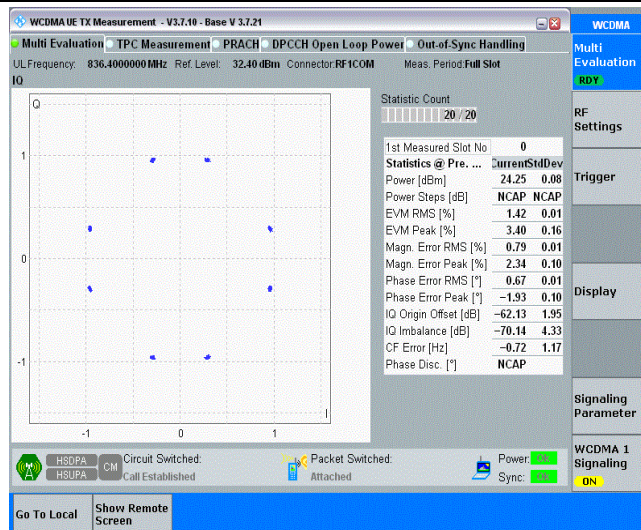 WCDMA UE TX Measurement - V3.7.10 - Base V 3.7.21
WCDMA
Multi Evaluation TPC Measurement PRACH DPCCH Open Loop Power Out-of-Sync Handling
UL Frequency: 836.4000000 MHz Ref. Level: 32.40 dBm Connector: RF1COM Meas. Period: Full Slot
IQ
Q
1
0
-1
-1 0 1
I
Statistic Count
20 / 20
1st Measured Slot No 0
Statistics @ Pre. ... Current StdDev
Power [dBm] 24.25 0.08
Power Steps [dB] NCAP NCAP
EVM RMS [%] 1.42 0.01
EVM Peak [%] 3.40 0.16
Magn. Error RMS [%] 0.79 0.01
Magn. Error Peak [%] 2.34 0.10
Phase Error RMS [°] 0.67 0.01
Phase Error Peak [°] -1.93 0.10
IQ Origin Offset [dB] -62.13 1.95
IQ Imbalance [dB] -70.14 4.33
CF Error [Hz] -0.72 1.17
Phase Disc. [°] NCAP
Multi
Evaluation
RDY
RF
Settings
Trigger
Display
Signaling
Parameter
WCDMA 1
Signaling
ON
HSDPA
HSUPA
CM
Circuit Switched:
Call Established
Packet Switched:
Attached
Power: OK
Sync: OK
Go To Local
Show Remote
Screen